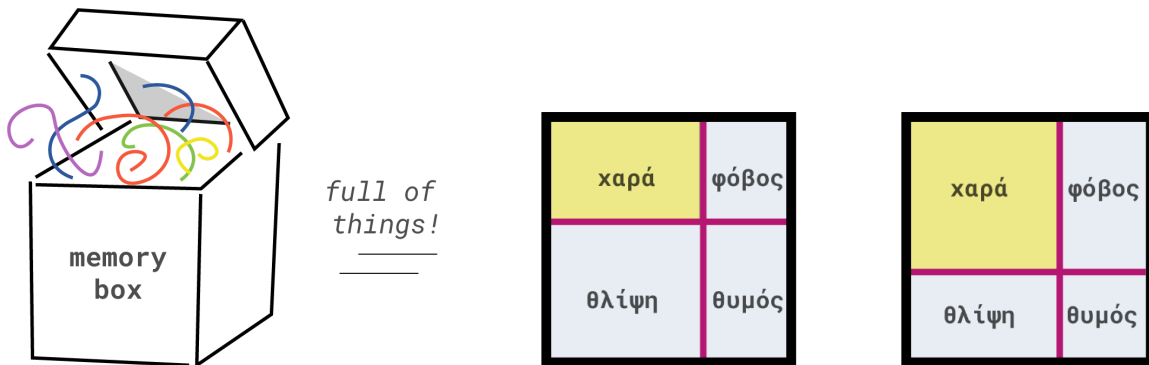 memory
box
full of
things!
χαρά
φόβος
θλίψη
θυμός
χαρά
φόβος
θλίψη
θυμός